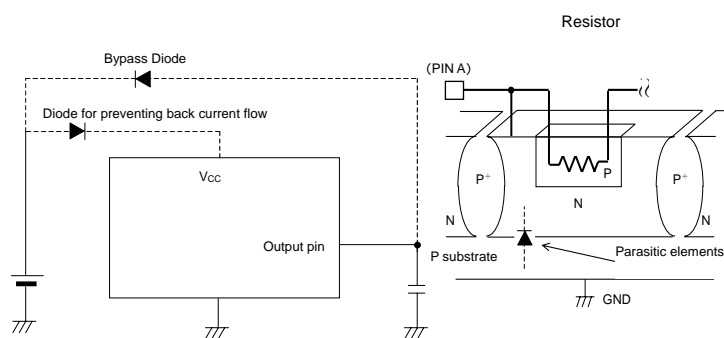 Resistor
Bypass Diode
(PIN A)
Diode for preventing back current flow
VCC
P+
P
P+
N
N
N
Output pin
P substrate
Parasitic elements
GND